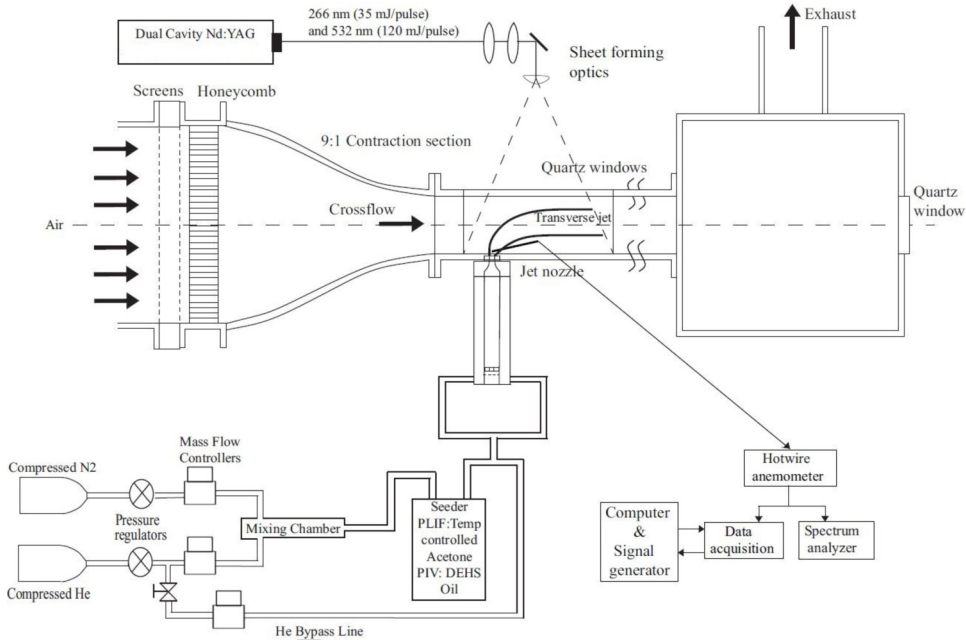 266 nm (35 mJ/pulse)
and 532 nm (120 mJ/pulse)
Dual Cavity Nd:YAG
Exhaust
Sheet forming
optics
Screens
Honeycomb
9:1 Contraction section
Quartz windows
Quartz
window
Crossflow
Transverse jet
Air
Jet nozzle
Mass Flow
Controllers
Compressed N2
Pressure
regulators
Mixing Chamber
Seeder
PLIF:Temp
controlled
Acetone
PIV: DEHS
Oil
Compressed He
He Bypass Line
Hotwire
anemometer
Computer
&
Signal
generator
Data
acquisition
Spectrum
analyzer